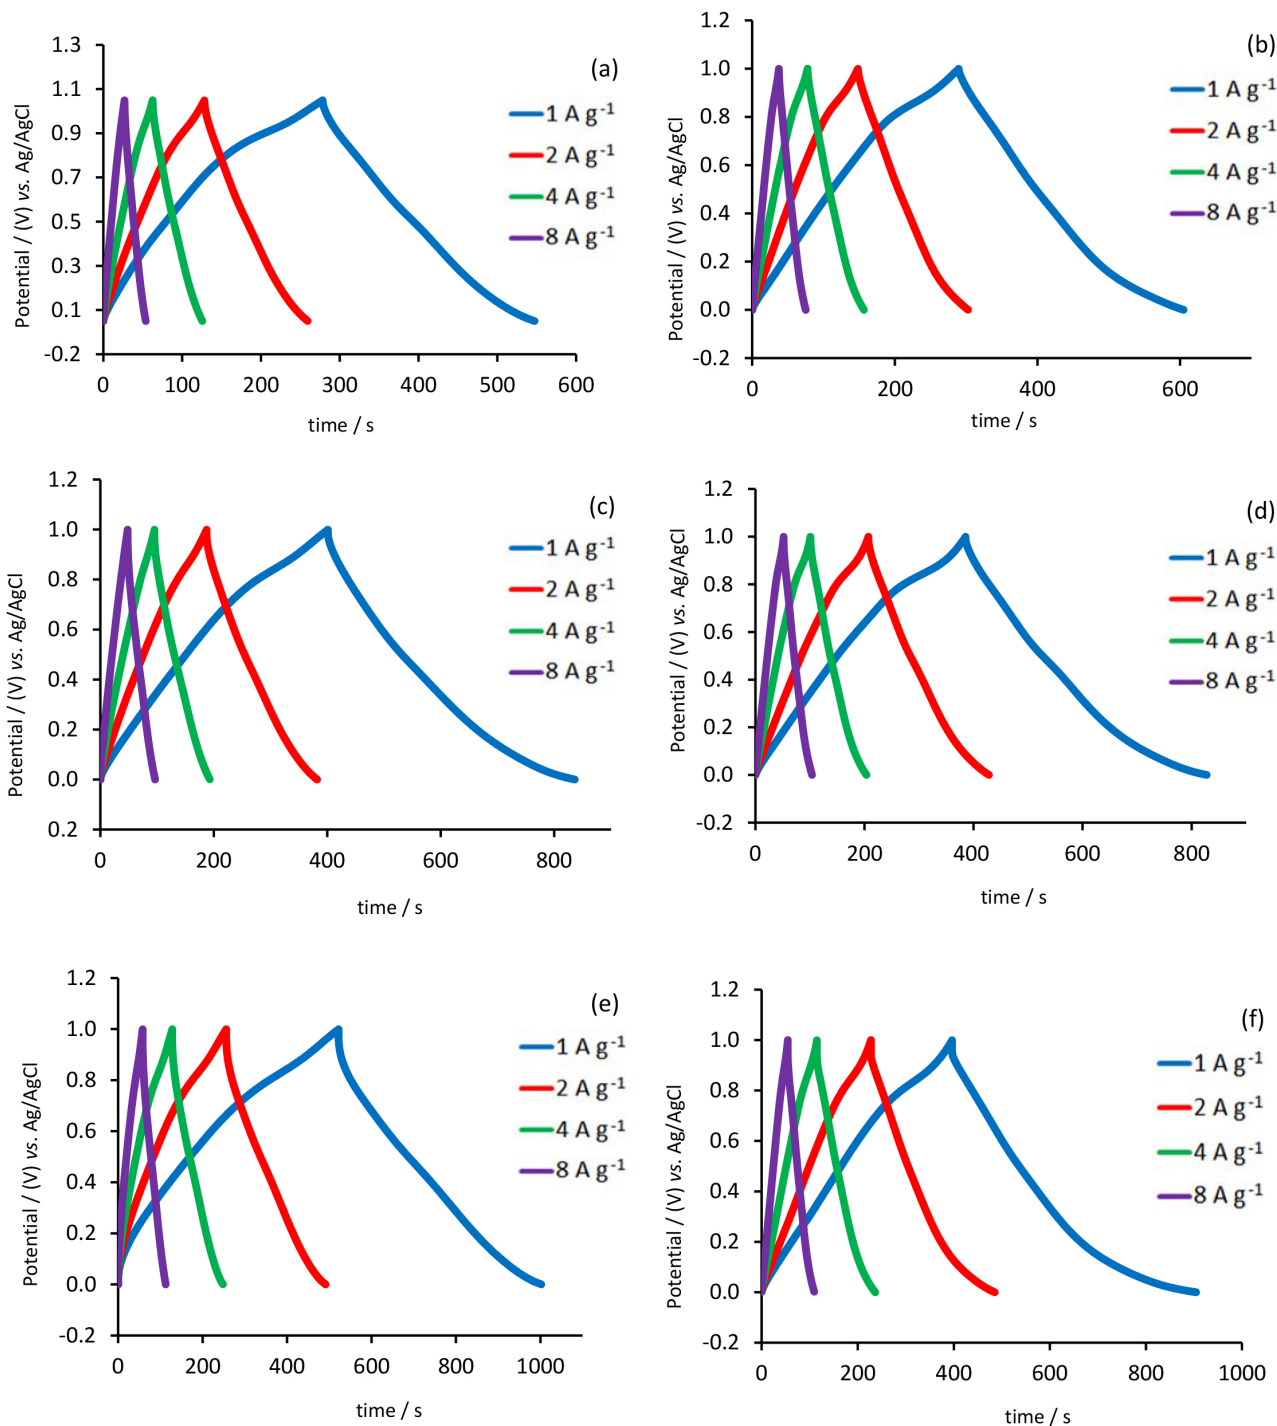 (a)
Potential / (V) vs. Ag/AgCl
1.3
1.1
0.9
0.7
0.5
0.3
0.1
-0.2
0 100 200 300 400 500 600
time / s
1 A g-1
2 A g-1
4 A g-1
8 A g-1
(b)
Potential / (V) vs. Ag/AgCl
1.2
1.0
0.8
0.6
0.4
0.2
0.0
-0.2
0 200 400 600
time / s
1 A g-1
2 A g-1
4 A g-1
8 A g-1
(c)
Potential / (V) vs. Ag/AgCl
1.2
1.0
0.8
0.6
0.4
0.2
0.0
0.2
0 200 400 600 800
time / s
1 A g-1
2 A g-1
4 A g-1
8 A g-1
(d)
Potential / (V) vs. Ag/AgCl
1.2
1.0
0.8
0.6
0.4
0.2
0.0
-0.2
0 200 400 600 800
time / s
1 A g-1
2 A g-1
4 A g-1
8 A g-1
(e)
Potential / (V) vs. Ag/AgCl
1.2
1.0
0.8
0.6
0.4
0.2
0.0
-0.2
0 200 400 600 800 1000
time / s
1 A g-1
2 A g-1
4 A g-1
8 A g-1
(f)
Potential / (V) vs. Ag/AgCl
1.2
1.0
0.8
0.6
0.4
0.2
0.0
-0.2
0 200 400 600 800 1000
time / s
1 A g-1
2 A g-1
4 A g-1
8 A g-1